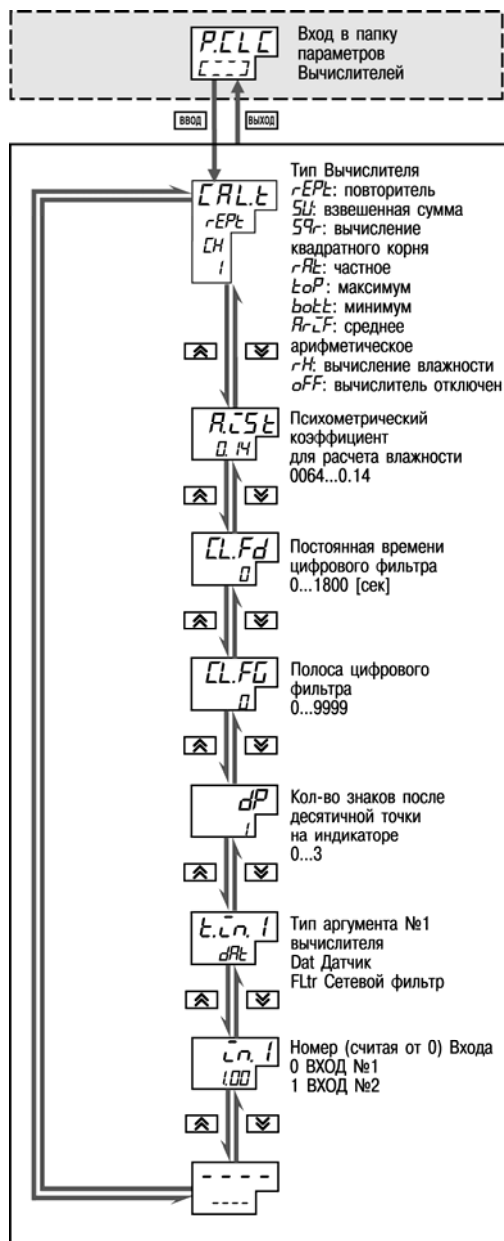 P.CLC
[---]
Вход в папку
параметров
Вычислителей
ВВОД
ВЫХОД
CAL.t
rEPt
CH
1
Тип Вычислителя
rEPt: повторитель
SU: взвешенная сумма
Sqr: вычисление
квадратного корня
rAt: частное
toP: максимум
bott: минимум
AriF: среднее
арифметическое
rH: вычисление влажности
oFF: вычислитель отключен
A.iSt
0.14
Психометрический
коэффициент
для расчета влажности
0064...0.14
CL.Fd
0
Постоянная времени
цифрового фильтра
0...1800 [сек]
CL.FG
0
Полоса цифрового
фильтра
0...9999
dP
1
Кол-во знаков после
десятичной точки
на индикаторе
0...3
t.in.1
dAt
Тип аргумента №1
вычислителя
Dat Датчик
FLtr Сетевой фильтр
in.1
1.00
Номер (считая от 0) Входа
0 ВХОД №1
1 ВХОД №2
- - - -
----